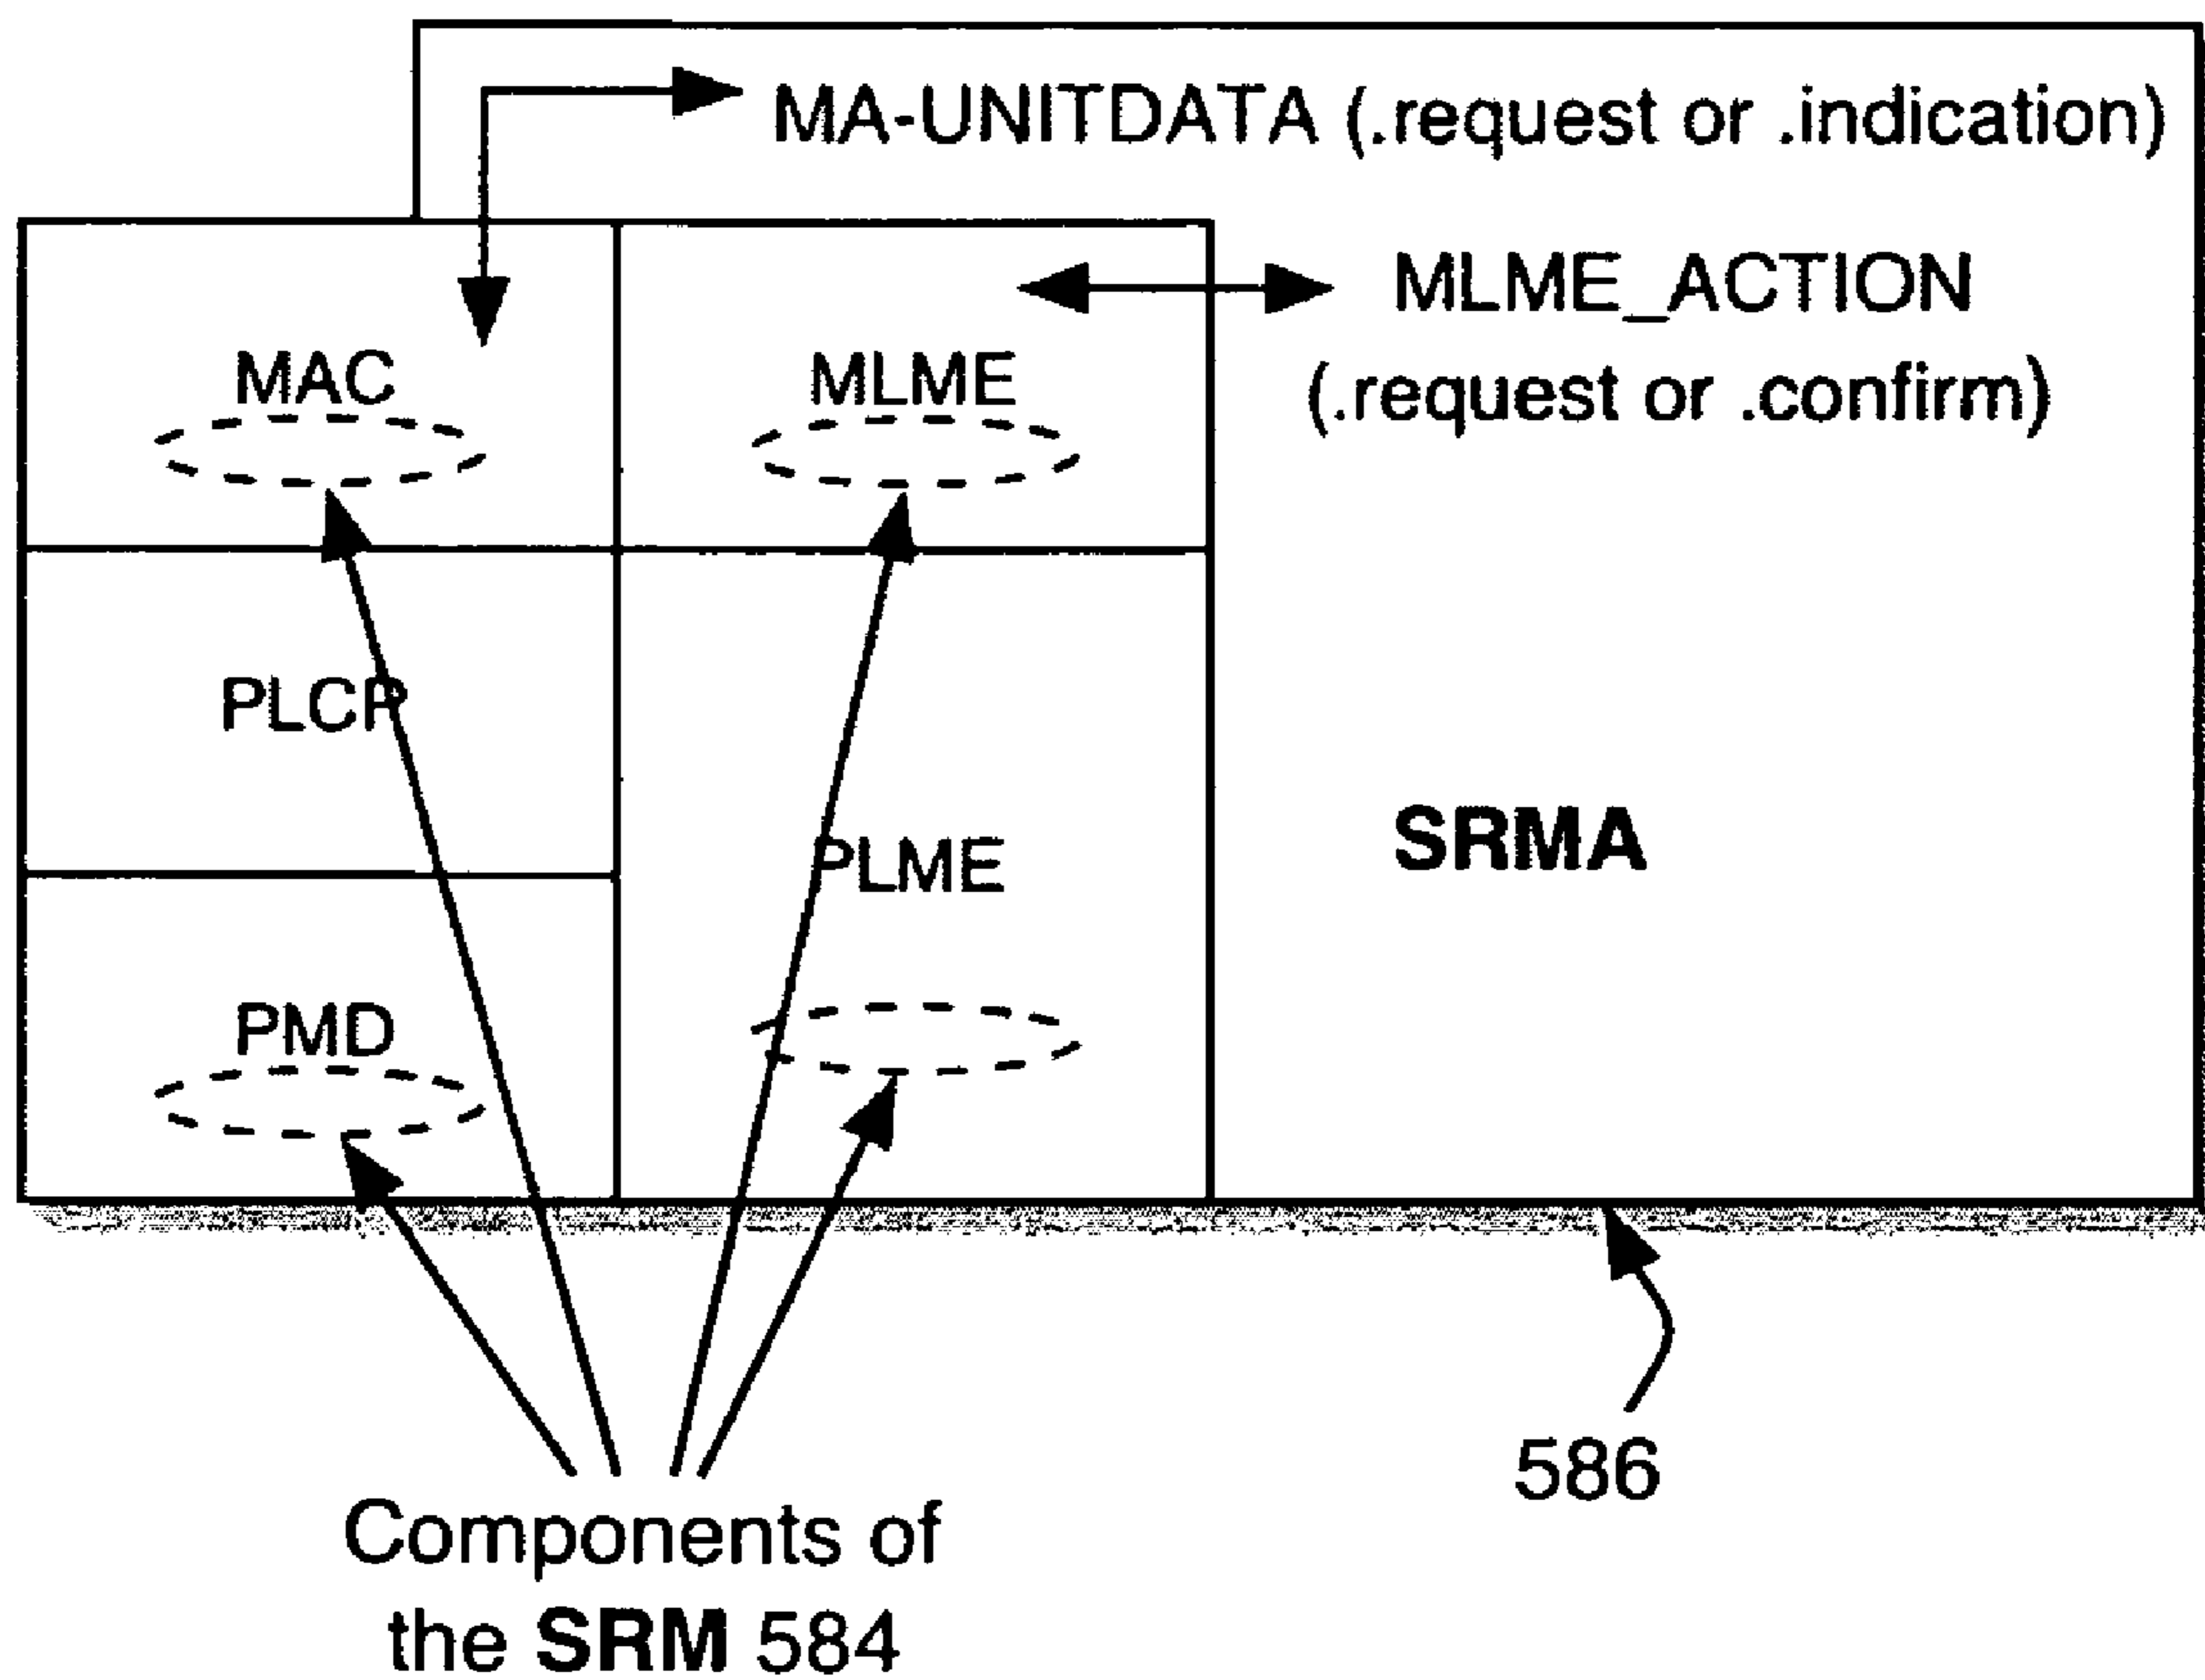 MA-UNITDATA (.request or .indication)
MLME_ACTION
(.request or .confirm)
MAC
MLME
PLCP
PLME
SRMA
PMD
586
Components of
the SRM 584